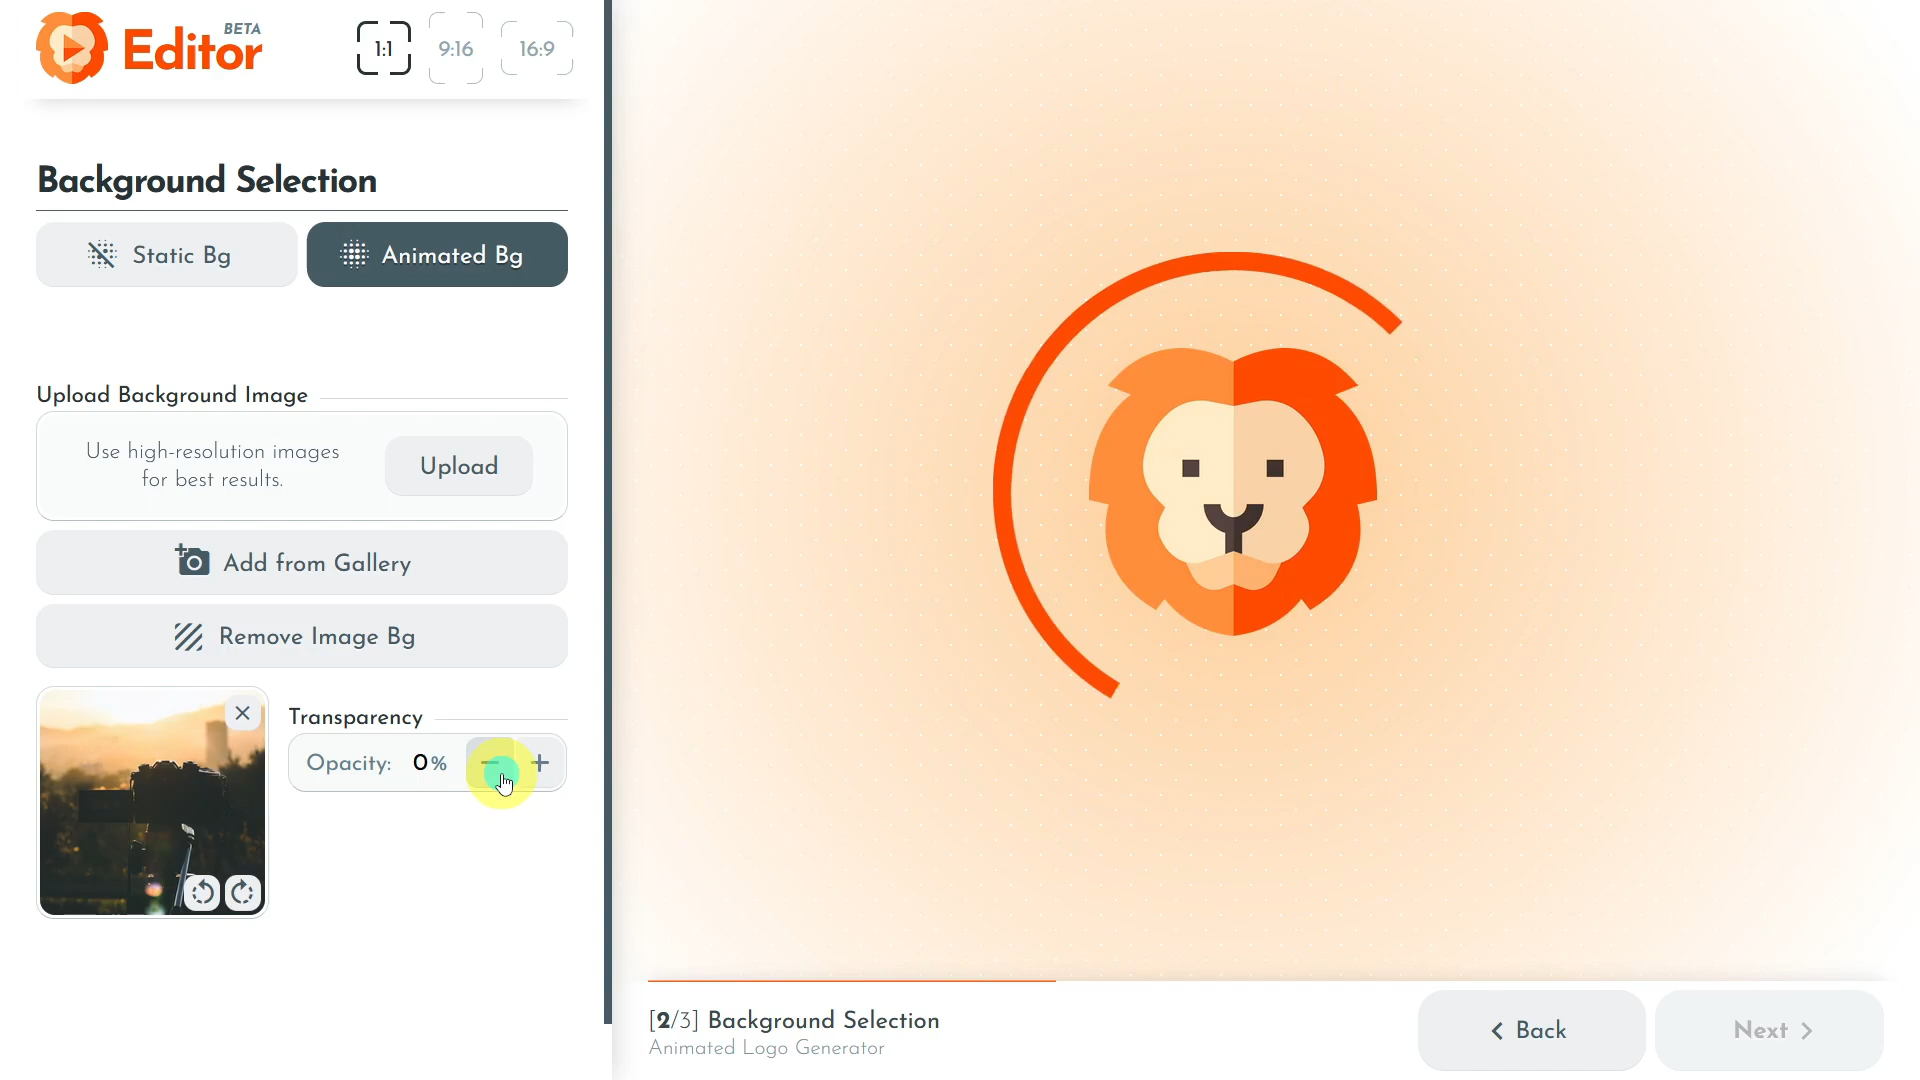 Editor BETA
1:1
9:16
16:9
Background Selection
Static Bg
Animated Bg
Upload Background Image
Use high-resolution images
for best results.
Upload
Add from Gallery
Remove Image Bg
Transparency
Opacity: 0%
[2/3] Background Selection
Animated Logo Generator
Back
Next